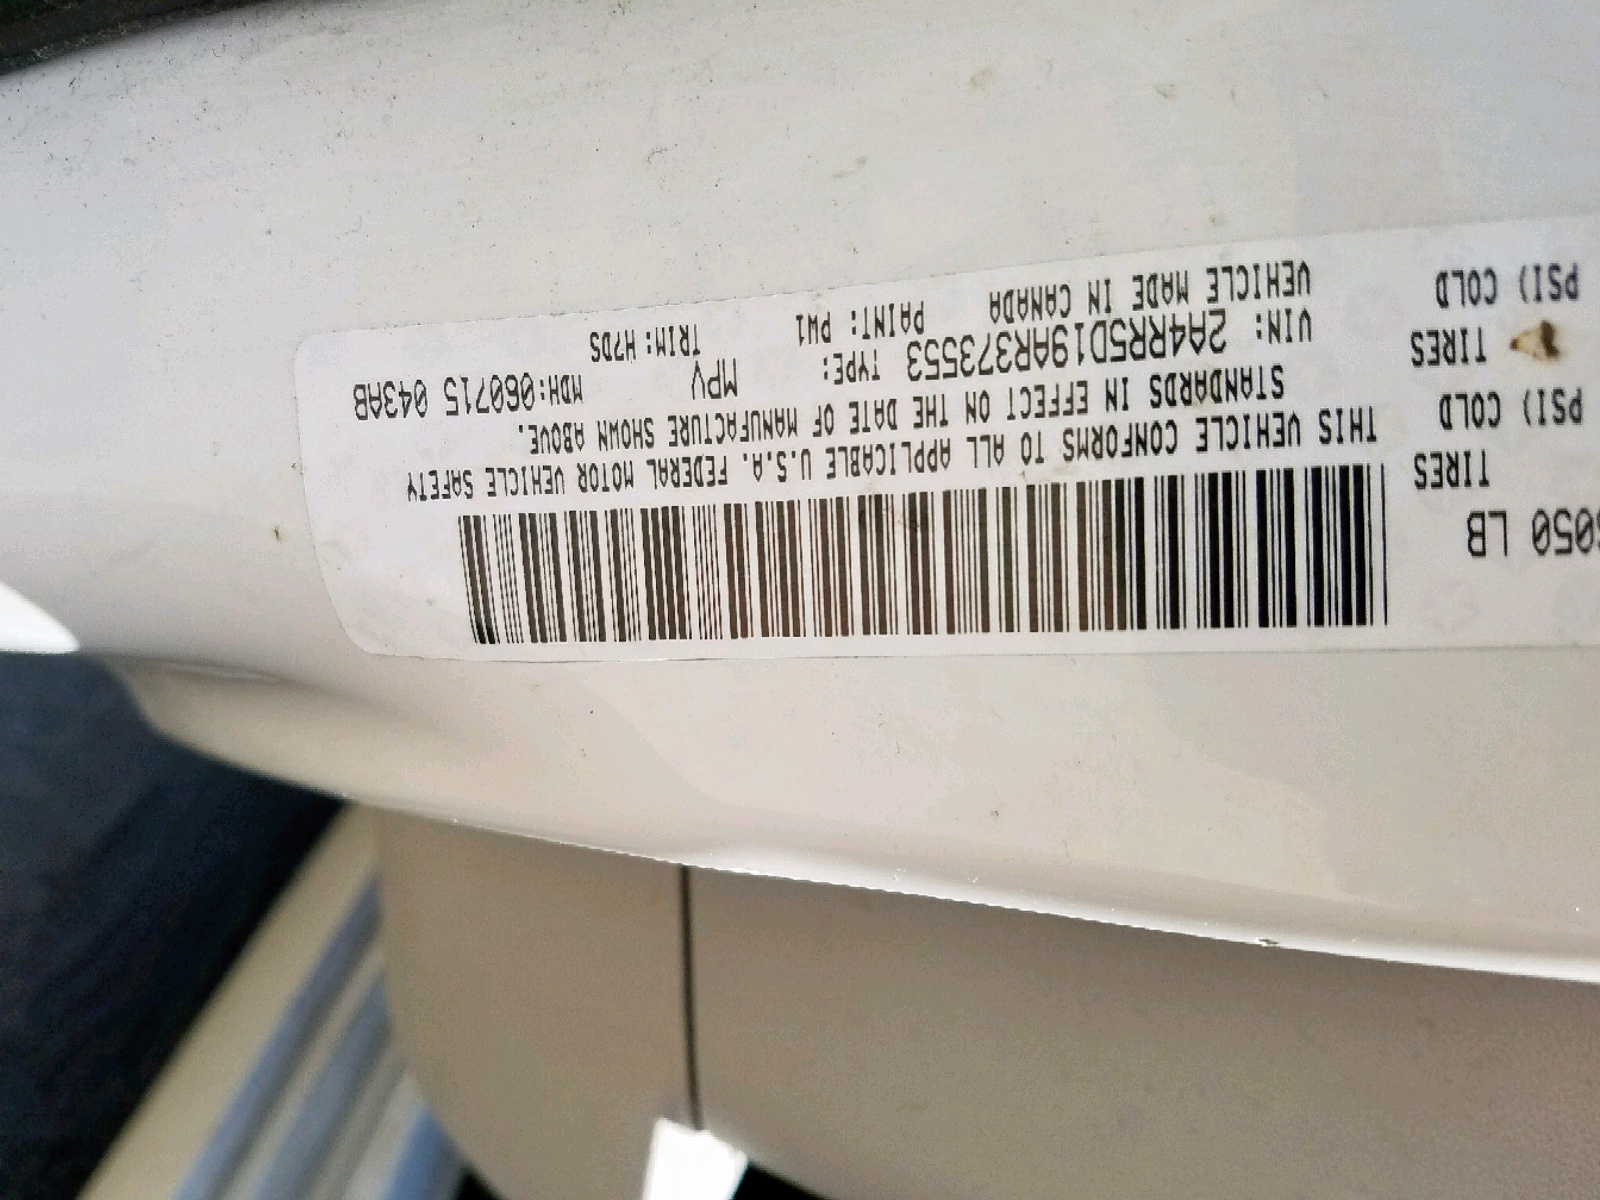 6050 LB
TIRES
PSI) COLD
TIRES
PSI) COLD
THIS VEHICLE CONFORMS TO ALL APPLICABLE U.S.A. FEDERAL MOTOR VEHICLE SAFETY
STANDARDS IN EFFECT ON THE DATE OF MANUFACTURE SHOWN ABOVE.
MDH:060715 043AB
VIN: 2A4RR5D19AR373553 TYPE: MPV
VEHICLE MADE IN CANADA PAINT: PW1 TRIM:H7DS